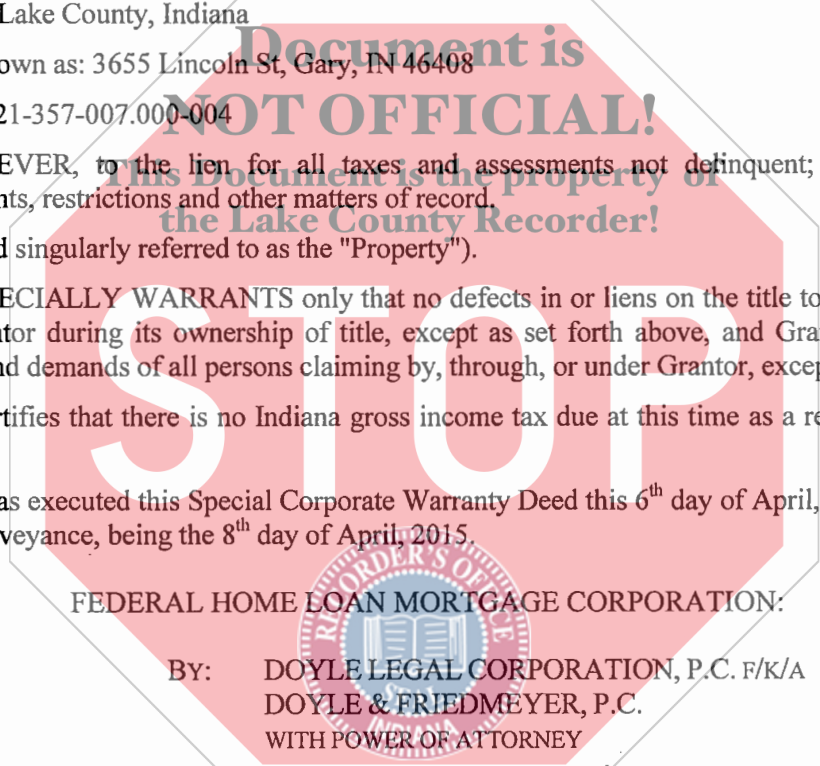 Lake County, Indiana
Document is
own as: 3655 Lincoln St, Gary, IN 46408
NOT OFFICIAL!
21-357-007.000-004
EVER, to the lien for all taxes and assessments not delinquent;
This Document is the property of
nts, restrictions and other matters of record.
the Lake County Recorder!
d singularly referred to as the "Property").
STOP
ECIALLY WARRANTS only that no defects in or liens on the title to
ntor during its ownership of title, except as set forth above, and Gra
nd demands of all persons claiming by, through, or under Grantor, excep
rtifies that there is no Indiana gross income tax due at this time as a re
as executed this Special Corporate Warranty Deed this 6th day of April,
veyance, being the 8th day of April, 2015.
RECORDER'S OFFICE
FEDERAL HOME LOAN MORTGAGE CORPORATION:
BY: DOYLE LEGAL CORPORATION, P.C. F/K/A
DOYLE & FRIEDMEYER, P.C.
SEAL
INDIANA
WITH POWER OF ATTORNEY